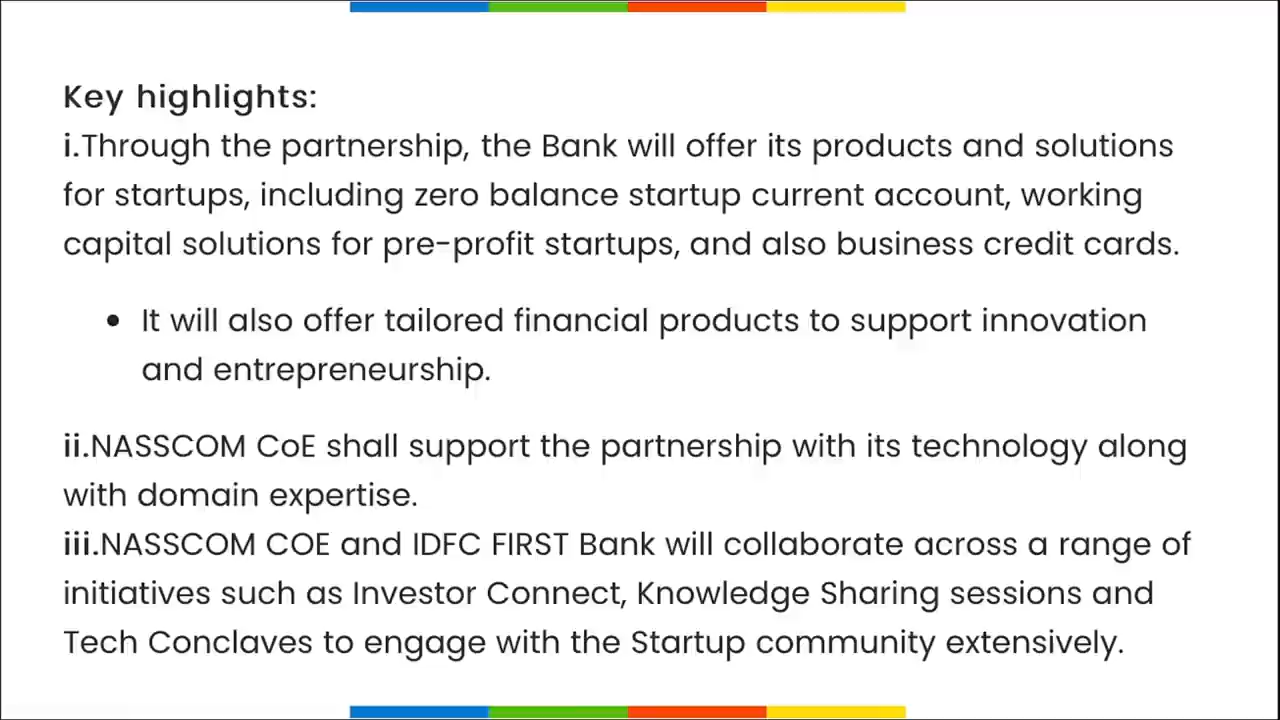 Key highlights:
i.Through the partnership, the Bank will offer its products and solutions
for startups, including zero balance startup current account, working
capital solutions for pre-profit startups, and also business credit cards.
• It will also offer tailored financial products to support innovation
and entrepreneurship.
ii.NASSCOM CoE shall support the partnership with its technology along
with domain expertise.
iii.NASSCOM COE and IDFC FIRST Bank will collaborate across a range of
initiatives such as Investor Connect, Knowledge Sharing sessions and
Tech Conclaves to engage with the Startup community extensively.